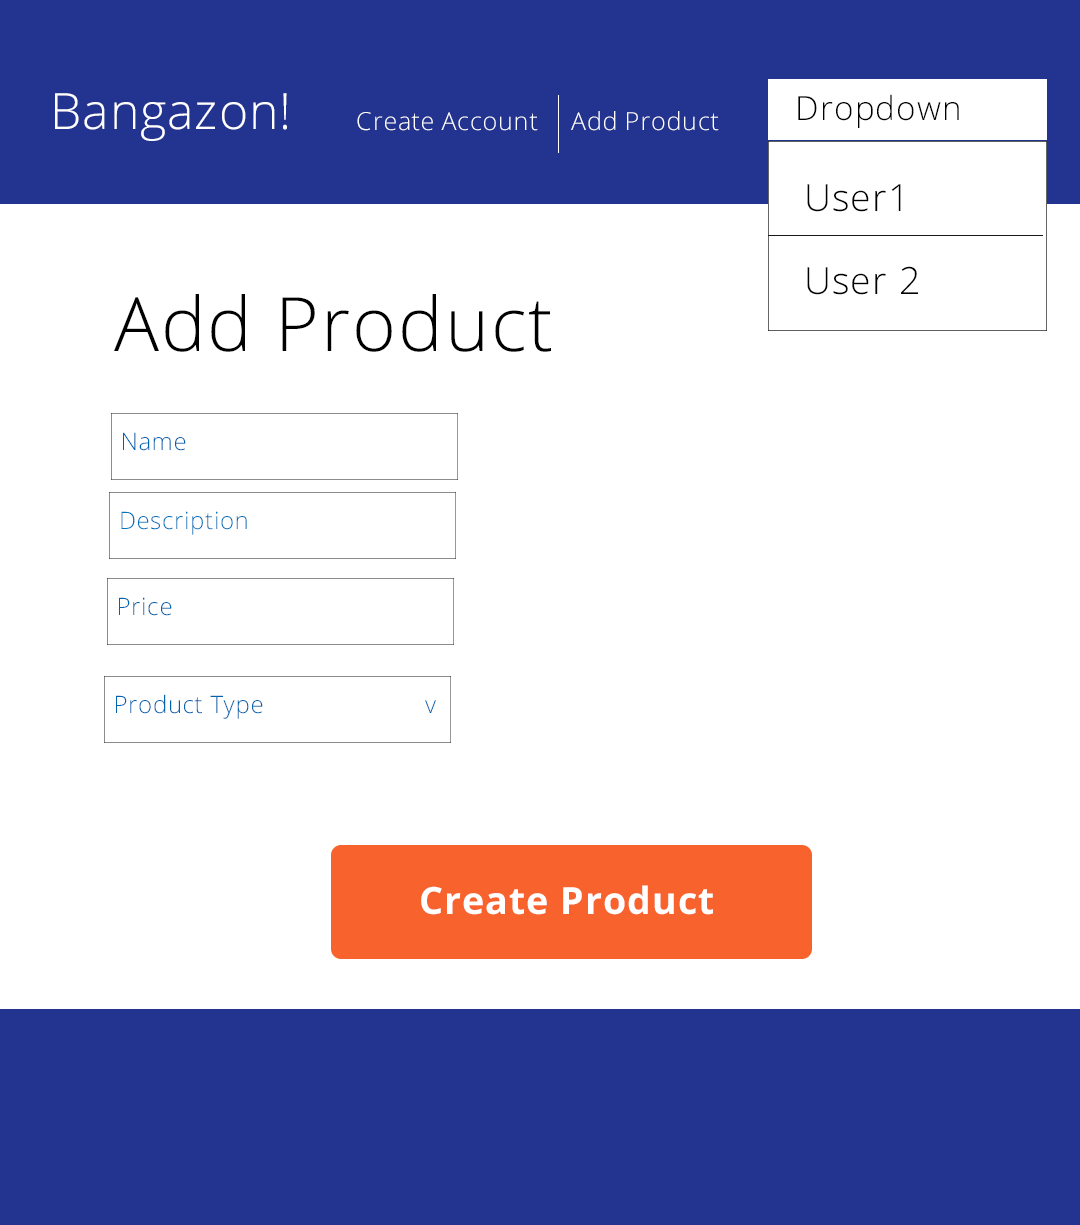 Bangazon!
Create Account
Add Product
Dropdown
User1
User 2
Add Product
Name
Description
Price
Product Type v
Create Product